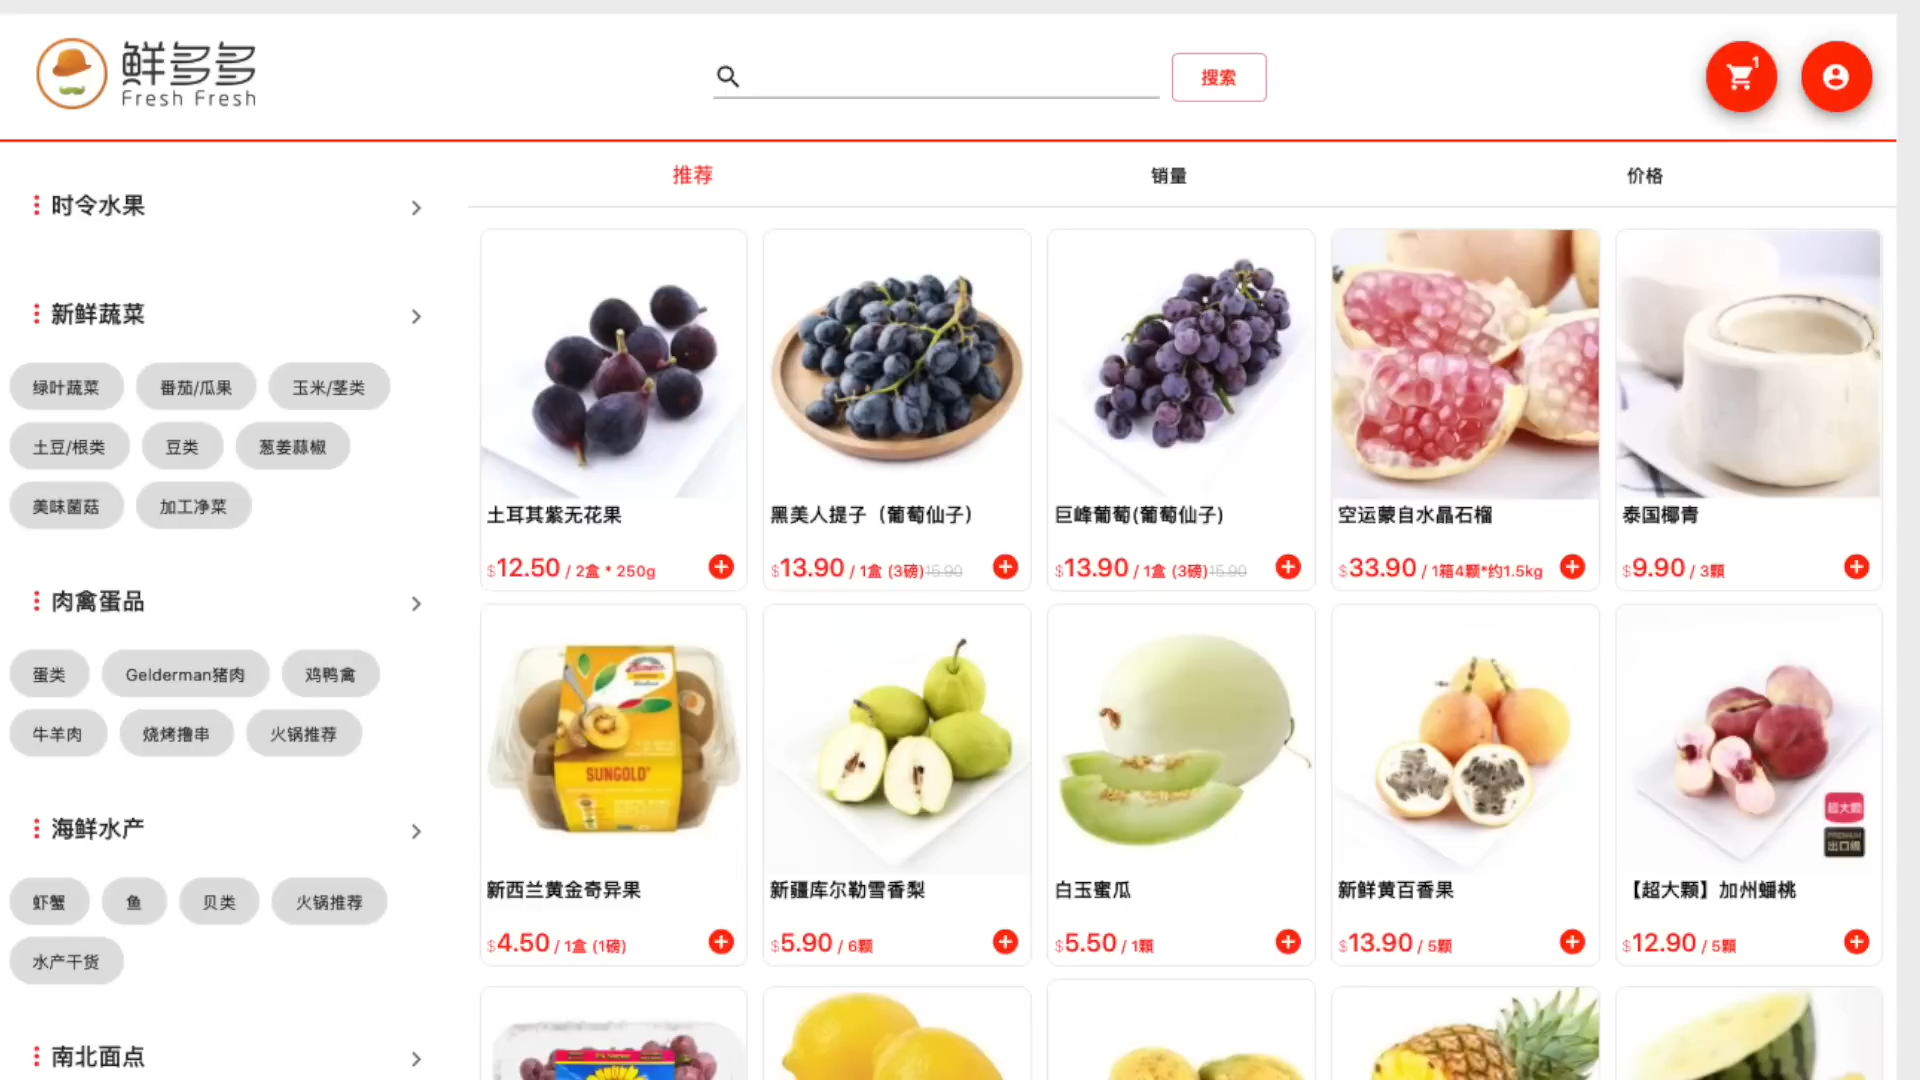 鲜多多
Fresh Fresh
搜索
1
时令水果
新鲜蔬菜
绿叶蔬菜
番茄/瓜果
玉米/茎类
土豆/根类
豆类
葱姜蒜椒
美味菌菇
加工净菜
肉禽蛋品
蛋类
Gelderman猪肉
鸡鸭禽
牛羊肉
烧烤撸串
火锅推荐
海鲜水产
虾蟹
鱼
贝类
火锅推荐
水产干货
南北面点
推荐
销量
价格
土耳其紫无花果
$12.50 / 2盒 * 250g
黑美人提子（葡萄仙子）
$13.90 / 1盒 (3磅)15.90
巨峰葡萄(葡萄仙子)
$13.90 / 1盒 (3磅)15.90
空运蒙自水晶石榴
$33.90 / 1箱4颗*约1.5kg
泰国椰青
$9.90 / 3顆
SUNGOLD
新西兰黄金奇异果
$4.50 / 1盒 (1磅)
新疆库尔勒雪香梨
$5.90 / 6颗
白玉蜜瓜
$5.50 / 1顆
新鲜黄百香果
$13.90 / 5颗
超大颗
PREMIUM
出口级
【超大颗】加州蟠桃
$12.90 / 5顆